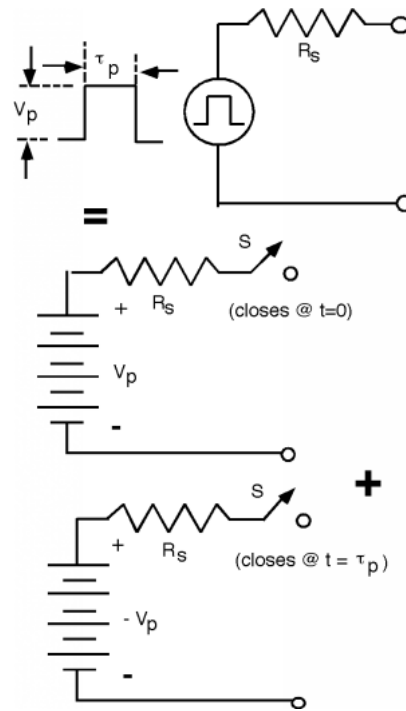 τp
Vp
Rs
=
S
+ Rs
(closes @ t=0)
Vp
-
+
S
+ Rs
(closes @ t = τp)
- Vp
-